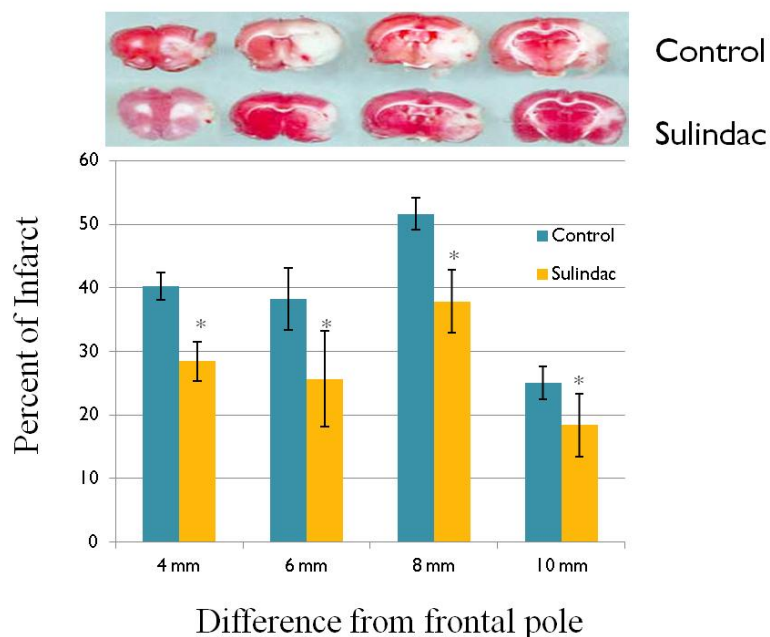 Control
Sulindac
60
50
40
30
20
10
0
Percent of Infarct
Control
Sulindac
*
*
*
*
4 mm
6 mm
8 mm
10 mm
Difference from frontal pole